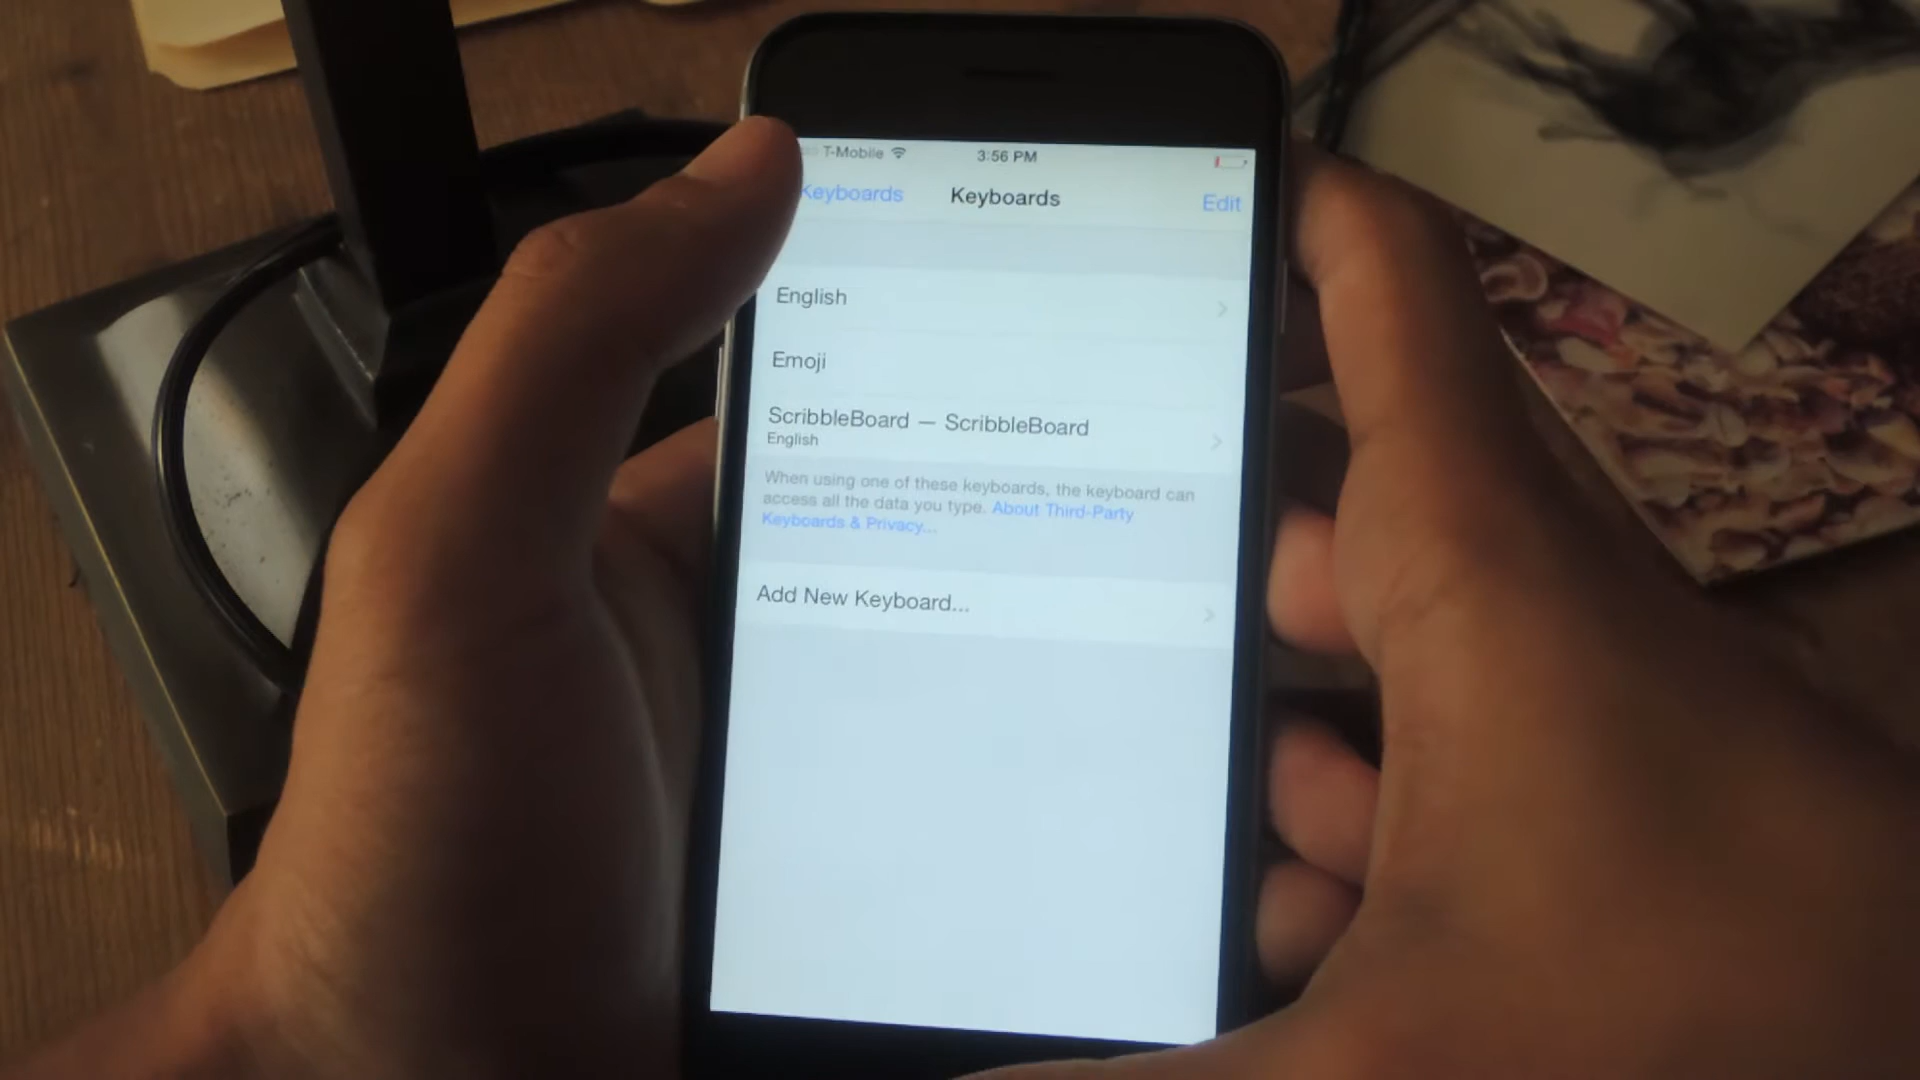 T-Mobile 3:56 PM
Keyboards Keyboards Edit
English
Emoji
ScribbleBoard — ScribbleBoard
English
When using one of these keyboards, the keyboard can
access all the data you type. About Third-Party
Keyboards & Privacy...
Add New Keyboard...